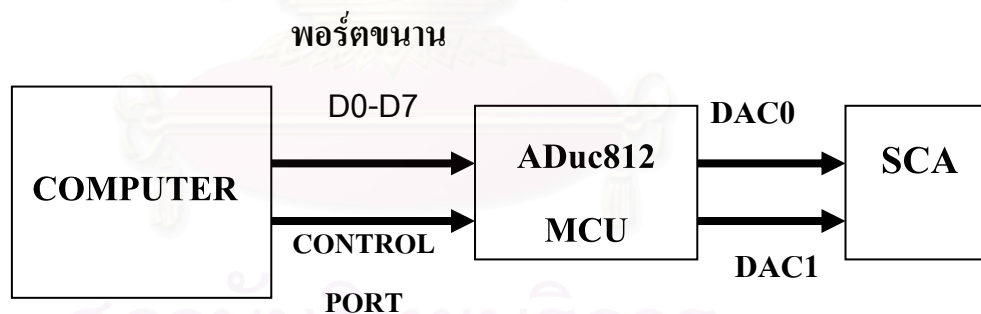 พอร์ตขนาน
D0-D7
DAC0
COMPUTER
ADuc812
MCU
SCA
CONTROL
PORT
DAC1